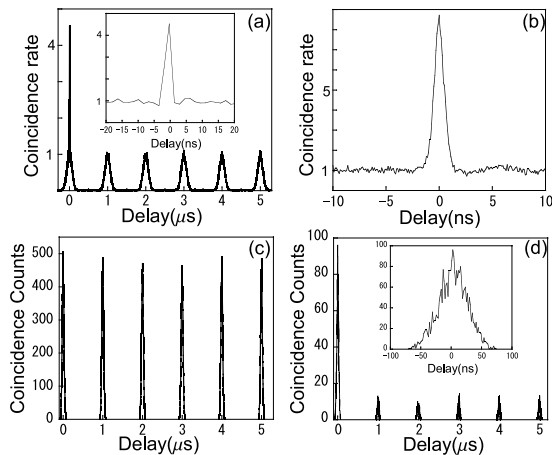 (a)
Coincidence rate
4
1
4
1
-20 -15 -10 -5 0 5 10 15 20
Delay(ns)
0 1 2 3 4 5
Delay(μs)
(b)
Coincidence rate
5
1
-10 -5 0 5 10
Delay(ns)
(c)
Coincidence Counts
500
400
300
200
100
0
0 1 2 3 4 5
Delay(μs)
(d)
Coincidence Counts
100
80
60
40
20
0
100
80
60
40
20
0
-100 -50 0 50 100
Delay(ns)
0 1 2 3 4 5
Delay(μs)